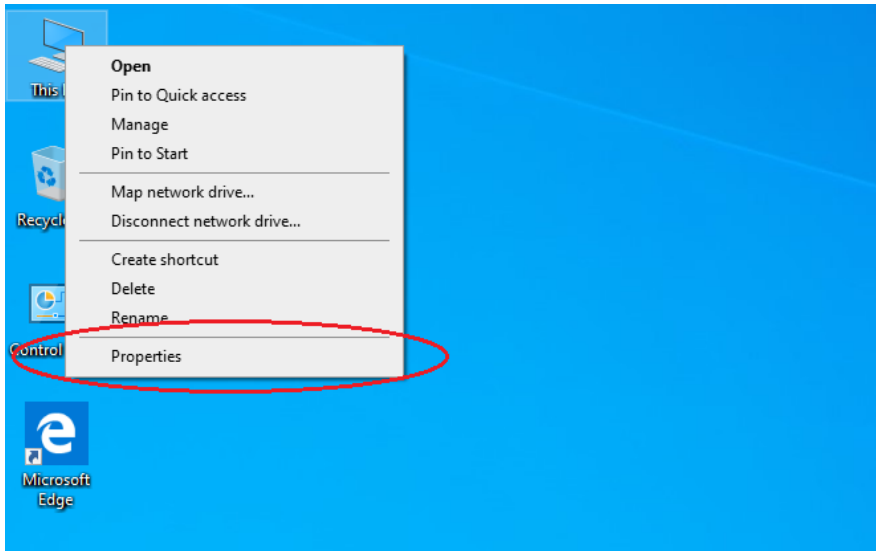 This
Open
Pin to Quick access
Manage
Pin to Start
Map network drive...
Disconnect network drive...
Create shortcut
Delete
Rename
Properties
Control
Microsoft
Edge